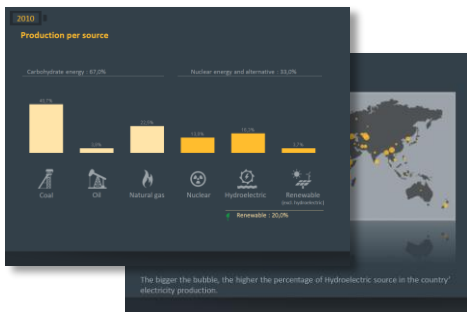 2010
Production per source
Carbohydrate energy : 67,0%
Nuclear energy and alternative : 33,0%
Coal
Oil
Natural gas
Nuclear
Hydroelectric
Renewable
(excl. hydroelectric)
Renewable : 20,0%
The bigger the bubble, the higher the percentage of Hydroelectric source in the country'
electricity production.